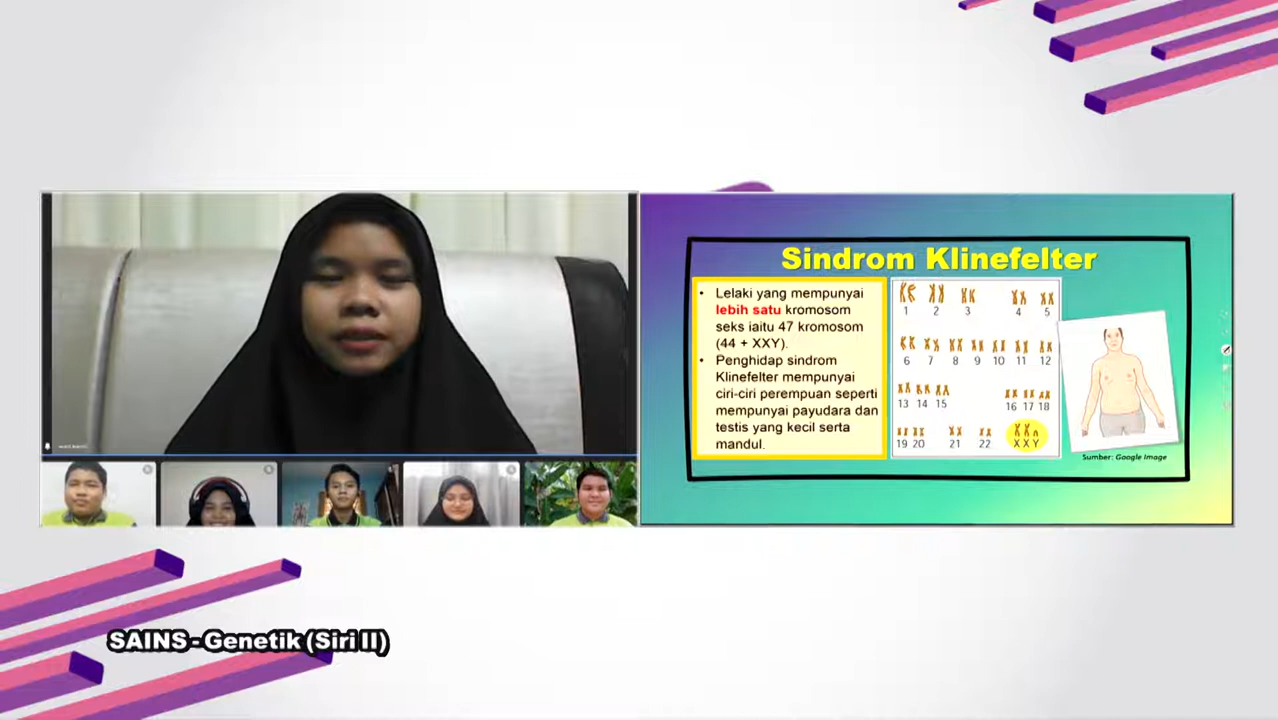 Sindrom Klinefelter
• Lelaki yang mempunyai
lebih satu kromosom
seks iaitu 47 kromosom
(44 + XXY).
• Penghidap sindrom
Klinefelter mempunyai
ciri-ciri perempuan seperti
mempunyai payudara dan
testis yang kecil serta
mandul.
1 2 3 4 5
6 7 8 9 10 11 12
13 14 15 16 17 18
19 20 21 22 X X Y
Sumber: Google Image
SAINS - Genetik (Siri II)